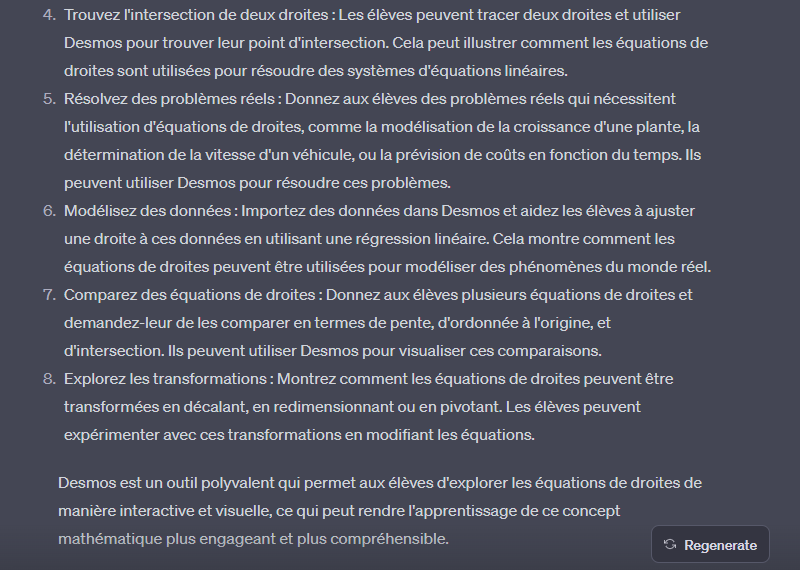 4. Trouvez l'intersection de deux droites : Les élèves peuvent tracer deux droites et utiliser
Desmos pour trouver leur point d'intersection. Cela peut illustrer comment les équations de
droites sont utilisées pour résoudre des systèmes d'équations linéaires.
5. Résolvez des problèmes réels : Donnez aux élèves des problèmes réels qui nécessitent
l'utilisation d'équations de droites, comme la modélisation de la croissance d'une plante, la
détermination de la vitesse d'un véhicule, ou la prévision de coûts en fonction du temps. Ils
peuvent utiliser Desmos pour résoudre ces problèmes.
6. Modélisez des données : Importez des données dans Desmos et aidez les élèves à ajuster
une droite à ces données en utilisant une régression linéaire. Cela montre comment les
équations de droites peuvent être utilisées pour modéliser des phénomènes du monde réel.
7. Comparez des équations de droites : Donnez aux élèves plusieurs équations de droites et
demandez-leur de les comparer en termes de pente, d'ordonnée à l'origine, et
d'intersection. Ils peuvent utiliser Desmos pour visualiser ces comparaisons.
8. Explorez les transformations : Montrez comment les équations de droites peuvent être
transformées en décalant, en redimensionnant ou en pivotant. Les élèves peuvent
expérimenter avec ces transformations en modifiant les équations.
Desmos est un outil polyvalent qui permet aux élèves d'explorer les équations de droites de
manière interactive et visuelle, ce qui peut rendre l'apprentissage de ce concept
mathématique plus engageant et plus compréhensible.
Regenerate